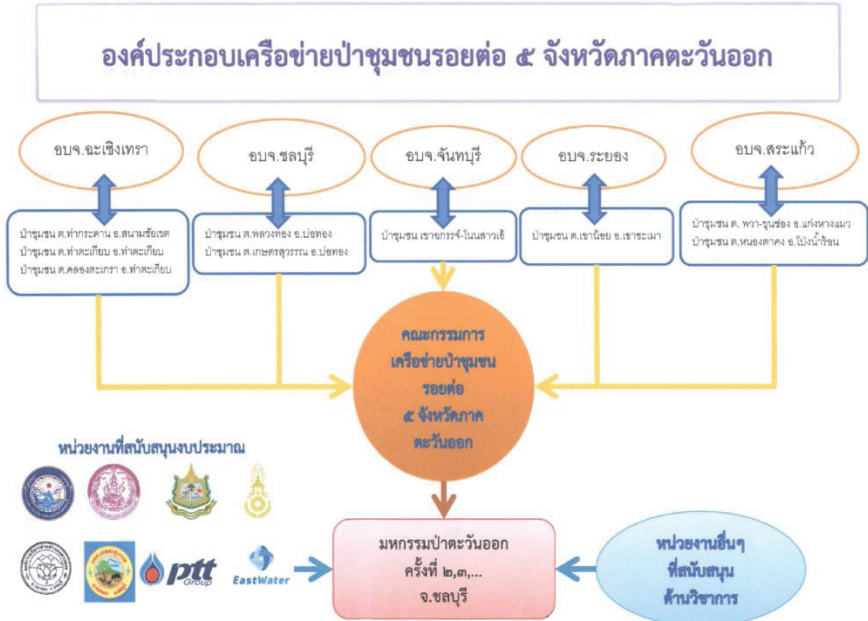 องค์ประกอบเครือข่ายป่าชุมชนรอยต่อ ๕ จังหวัดภาคตะวันออก
อบจ.ฉะเชิงเทรา
อบจ.ชลบุรี
อบจ.จันทบุรี
อบจ.ระยอง
อบจ.สระแก้ว
ป่าชุมชน ต.ท่ากระดาน อ.สนามชัยเขต
ป่าชุมชน ต.ท่าตะเกียบ อ.ท่าตะเกียบ
ป่าชุมชน ต.คลองตะเกรา อ.ท่าตะเกียบ
ป่าชุมชน ต.พลวงทอง อ.บ่อทอง
ป่าชุมชน ต.เกษตรสุวรรณ อ.บ่อทอง
ป่าชุมชน เขาฉกรรจ์-โนนสาวเอ้
ป่าชุมชน ต.เขาน้อย อ.เขาชะเมา
ป่าชุมชน ต. พวา-ขุนซ่อง อ.แก่งหางแมว
ป่าชุมชน ต.หนองตาคง อ.โป่งน้ำร้อน
คณะกรรมการ
เครือข่ายป่าชุมชน
รอยต่อ
๕ จังหวัดภาค
ตะวันออก
หน่วยงานที่สนับสนุนงบประมาณ
ptt
Group
EastWater
มหกรรมป่าตะวันออก
ครั้งที่ ๒,๓,...
จ.ชลบุรี
หน่วยงานอื่นๆ
ที่สนับสนุน
ด้านวิชาการ